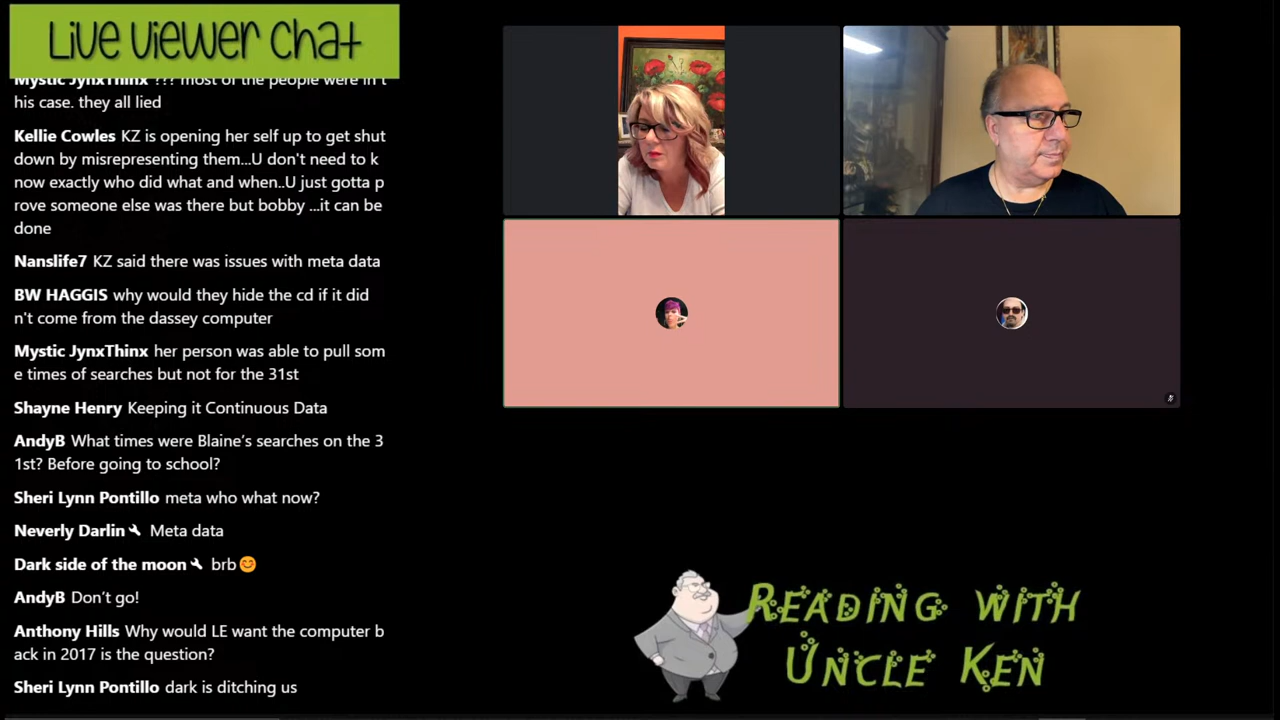 Live viewer chat
Mystic JynxThinx ??? most of the people were in t
his case. they all lied
Kellie Cowles KZ is opening her self up to get shut
down by misrepresenting them...U don't need to k
now exactly who did what and when..U just gotta p
rove someone else was there but bobby ...it can be
done
Nanslife7 KZ said there was issues with meta data
BW HAGGIS why would they hide the cd if it did
n't come from the dassey computer
Mystic JynxThinx her person was able to pull som
e times of searches but not for the 31st
Shayne Henry Keeping it Continuous Data
AndyB What times were Blaine's searches on the 3
1st? Before going to school?
Sheri Lynn Pontillo meta who what now?
Neverly Darlin Meta data
Dark side of the moon brb😊
AndyB Don't go!
Anthony Hills Why would LE want the computer b
ack in 2017 is the question?
Sheri Lynn Pontillo dark is ditching us
Reading with
Uncle Ken